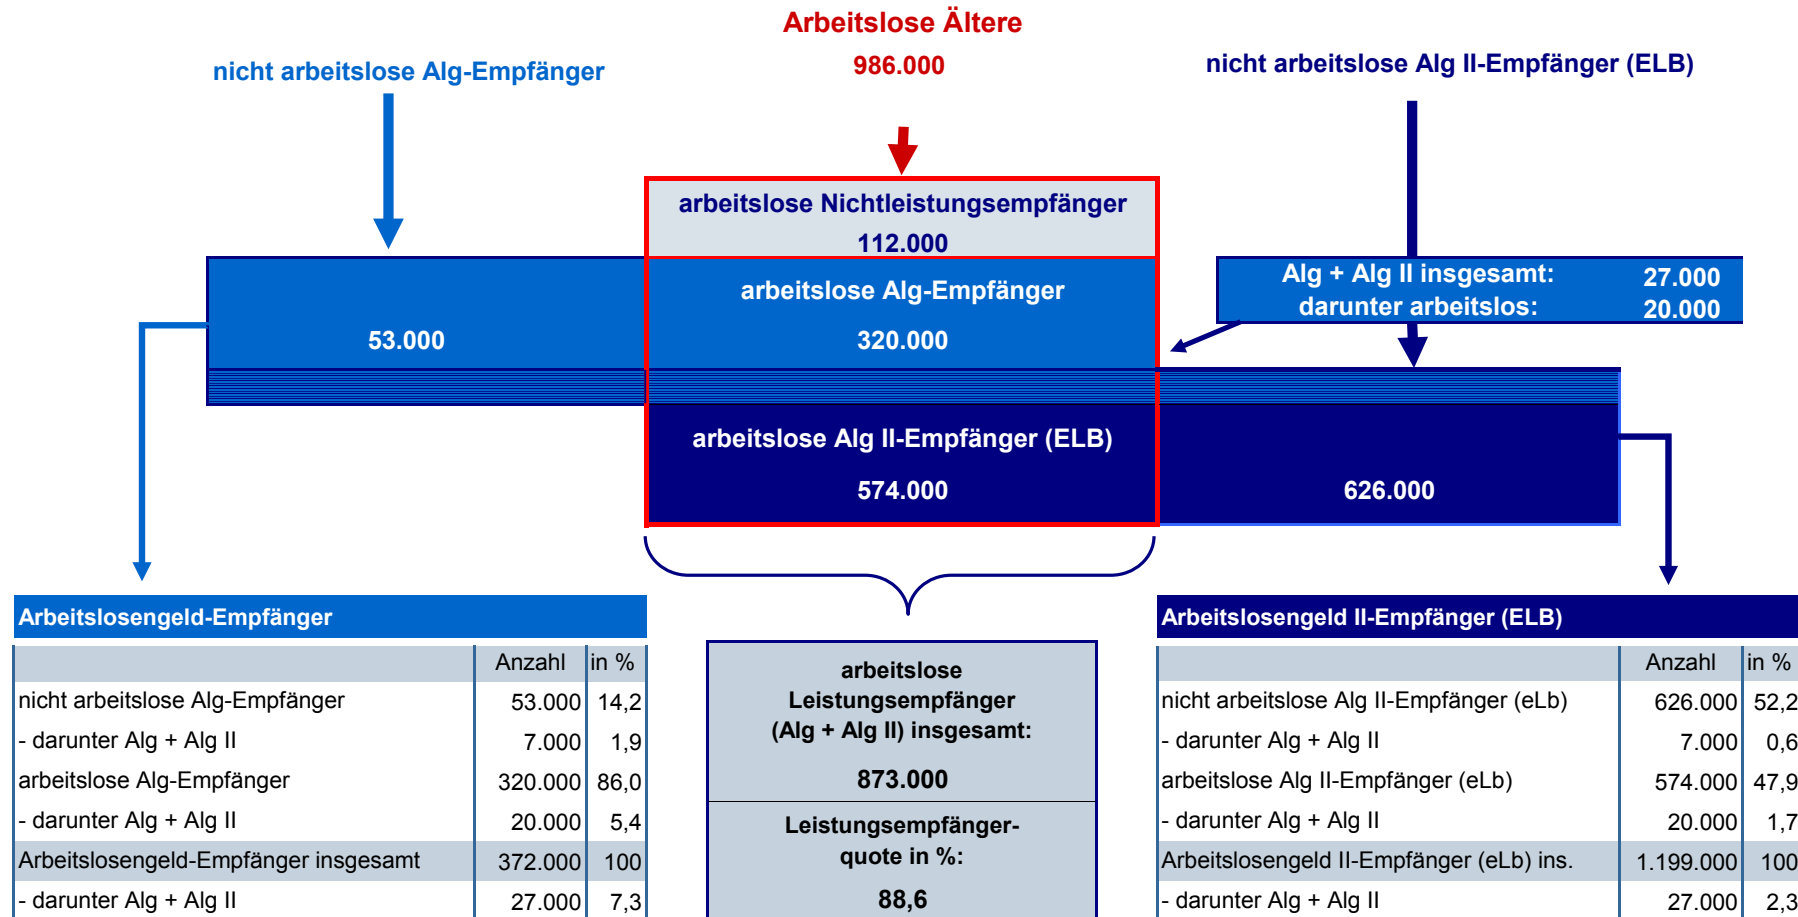 Arbeitslose Ältere
986.000
nicht arbeitslose Alg-Empfänger
nicht arbeitslose Alg II-Empfänger (ELB)
arbeitslose Nichtleistungsempfänger
112.000
arbeitslose Alg-Empfänger
53.000
320.000
Alg + Alg II insgesamt: 27.000
darunter arbeitslos: 20.000
arbeitslose Alg II-Empfänger (ELB)
574.000
626.000
Arbeitslosengeld-Empfänger
Anzahl in %
nicht arbeitslose Alg-Empfänger 53.000 14,2
- darunter Alg + Alg II 7.000 1,9
arbeitslose Alg-Empfänger 320.000 86,0
- darunter Alg + Alg II 20.000 5,4
Arbeitslosengeld-Empfänger insgesamt 372.000 100
- darunter Alg + Alg II 27.000 7,3
arbeitslose
Leistungsempfänger
(Alg + Alg II) insgesamt:
873.000
Leistungsempfänger-
quote in %:
88,6
Arbeitslosengeld II-Empfänger (ELB)
Anzahl in %
nicht arbeitslose Alg II-Empfänger (eLb) 626.000 52,2
- darunter Alg + Alg II 7.000 0,6
arbeitslose Alg II-Empfänger (eLb) 574.000 47,9
- darunter Alg + Alg II 20.000 1,7
Arbeitslosengeld II-Empfänger (eLb) ins. 1.199.000 100
- darunter Alg + Alg II 27.000 2,3